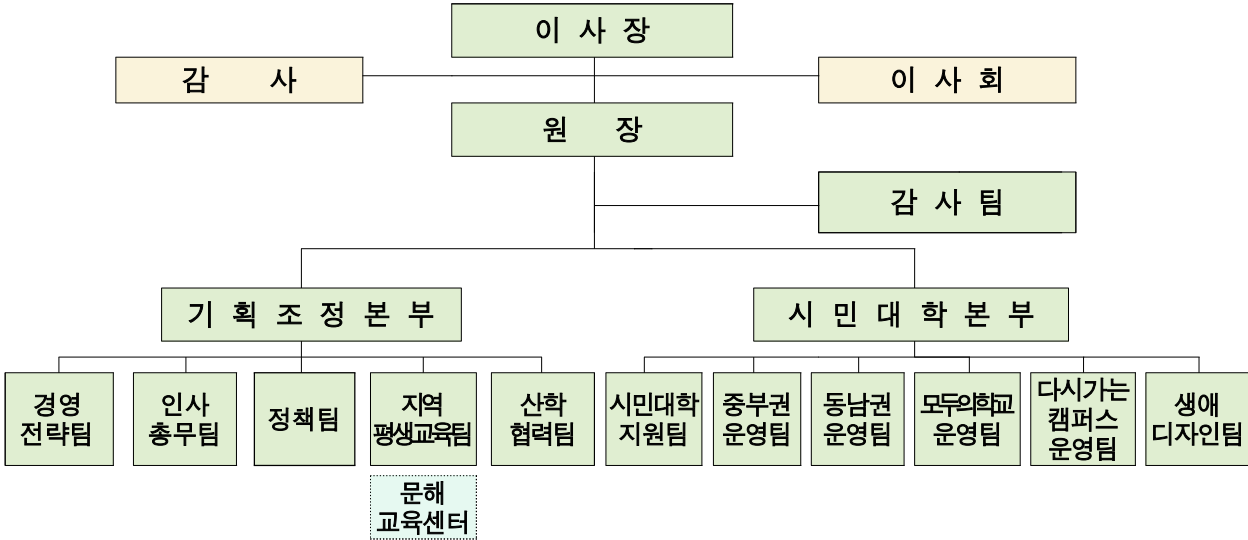 이 사 장
감 사
이 사 회
원 장
감 사 팀
기 획 조 정 본 부
시 민 대 학 본 부
경영
전략팀
인사
총무팀
정책팀
지역
평생교육팀
산학
협력팀
시민대학
지원팀
중부권
운영팀
동남권
운영팀
모두의학교
운영팀
다시가는
캠퍼스
운영팀
생애
디자인팀
문해
교육센터